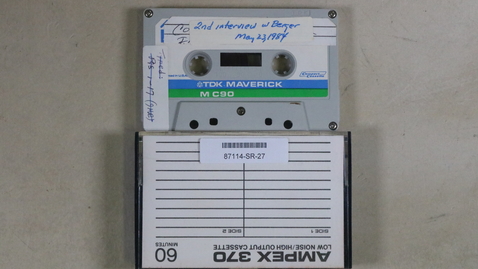 2nd interview w Berger
May 23, 1984
TDK MAVERICK
M C90
87114-SR-27
SIDE 1
SIDE 2
AMPEX 370
LOW NOISE/HIGH OUTPUT CASSETTE
60
MINUTES